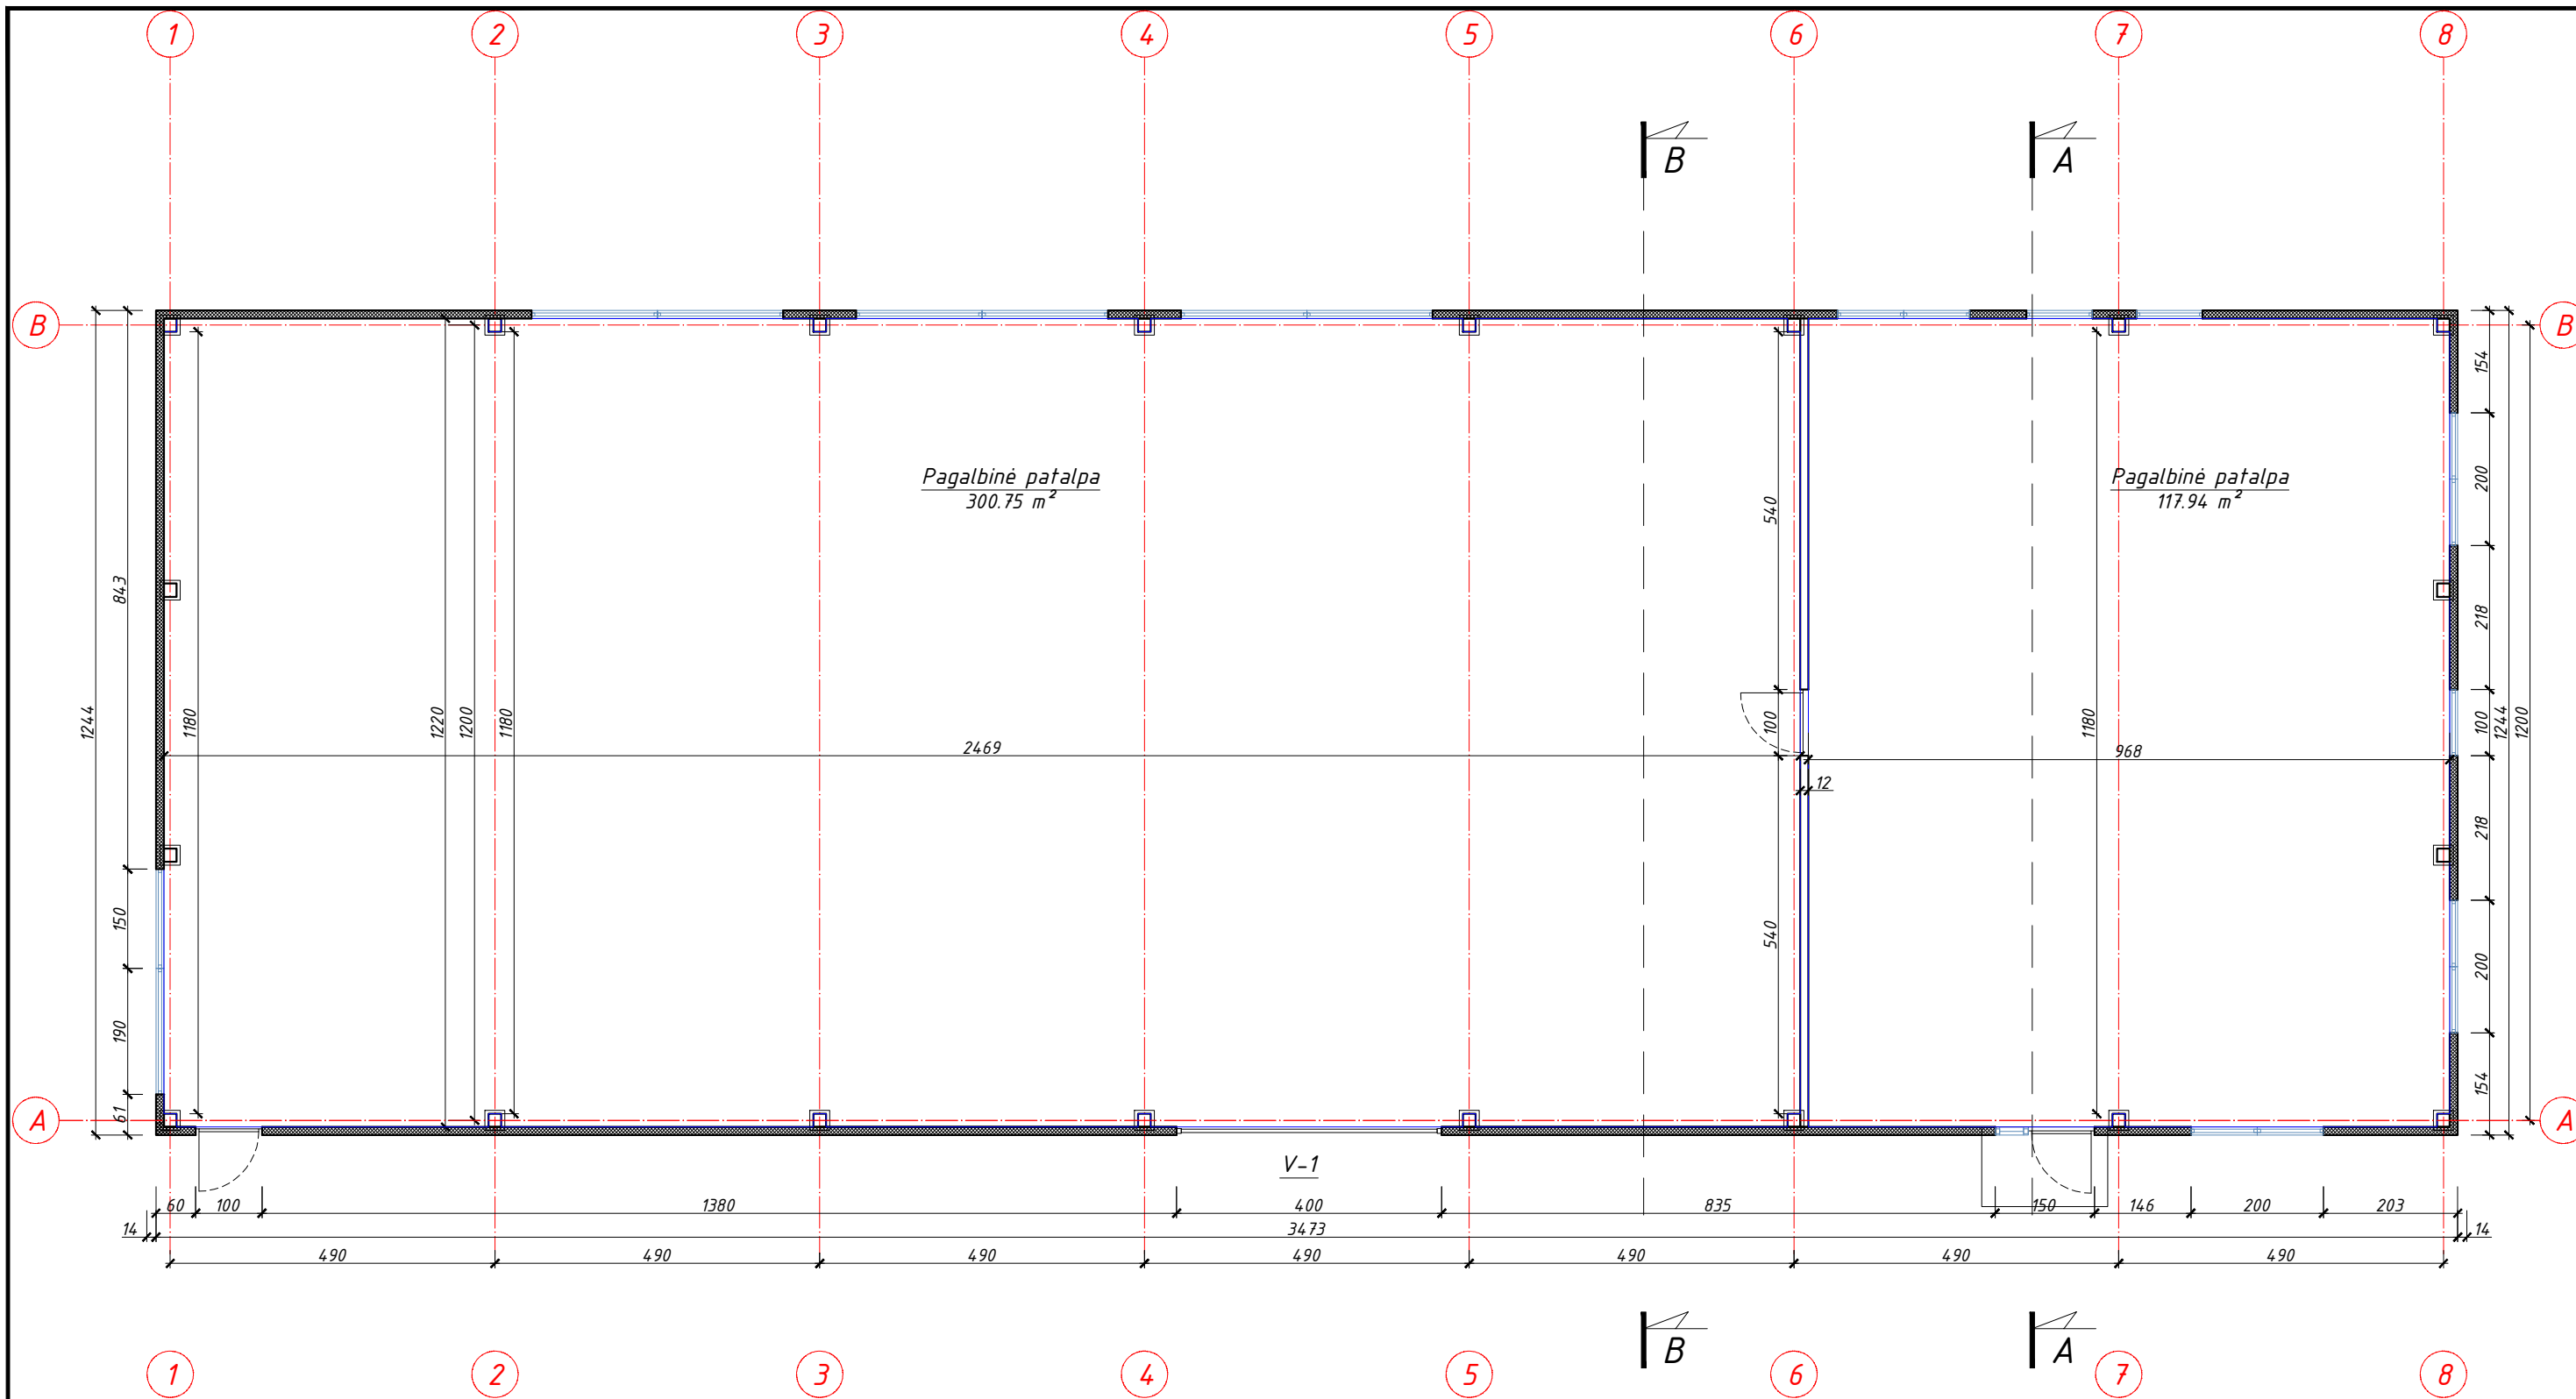 1 2 3 4 5 6 7 8
B A
B B
154
Pagalbinė patalpa Pagalbinė patalpa
300.75 m² 117.94 m²
540 200
843 218
1244 1180 1220 1200 1180 100 1180 100 1244 1200
2469 968
12
218
150 540 200
190
61 154
A A
V-1
60 100 1380 400 835 150 146 200 203
14 3473 14
490 490 490 490 490 490 490
B A
1 2 3 4 5 6 7 8